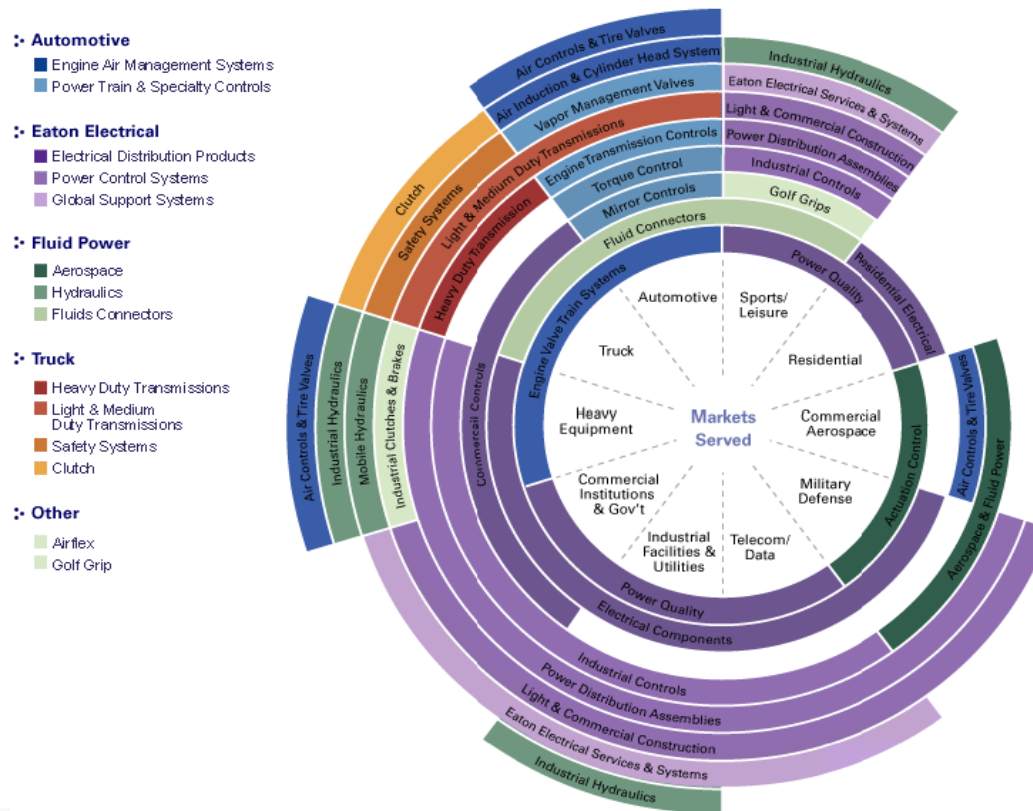 Automotive
Engine Air Management Systems
Power Train & Specialty Controls
Eaton Electrical
Electrical Distribution Products
Power Control Systems
Global Support Systems
Fluid Power
Aerospace
Hydraulics
Fluids Connectors
Truck
Heavy Duty Transmissions
Light & Medium
Duty Transmissions
Safety Systems
Clutch
Other
Airflex
Golf Grip
Air Controls & Tire Valves
Air Induction & Cylinder Head System
Vapor Management Valves
Light & Medium Duty Transmissions
Engine Transmission Controls
Torque Control
Mirror Controls
Fluid Connectors
Engine Valve Train Systems
Clutch
Safety Systems
Heavy Duty Transmission
Industrial Hydraulics
Eaton Electrical Services & Systems
Light & Commercial Construction
Power Distribution Assemblies
Industrial Controls
Golf Grips
Residential Electrical
Power Quality
Air Controls & Tire Valves
Industrial Hydraulics
Mobile Hydraulics
Industrial Clutches & Brakes
Commercail Controls
Automotive
Sports/
Leisure
Truck
Residential
Heavy
Equipment
Markets
Served
Commercial
Aerospace
Commercial
Institutions
& Gov't
Military
Defense
Industrial
Facilities &
Utilities
Telecom/
Data
Actuation Control
Air Controls & Tire Valves
Aerospace & Fluid Power
Power Quality
Electrical Components
Industrial Controls
Power Distribution Assemblies
Light & Commercial Construction
Eaton Electrical Services & Systems
Industrial Hydraulics